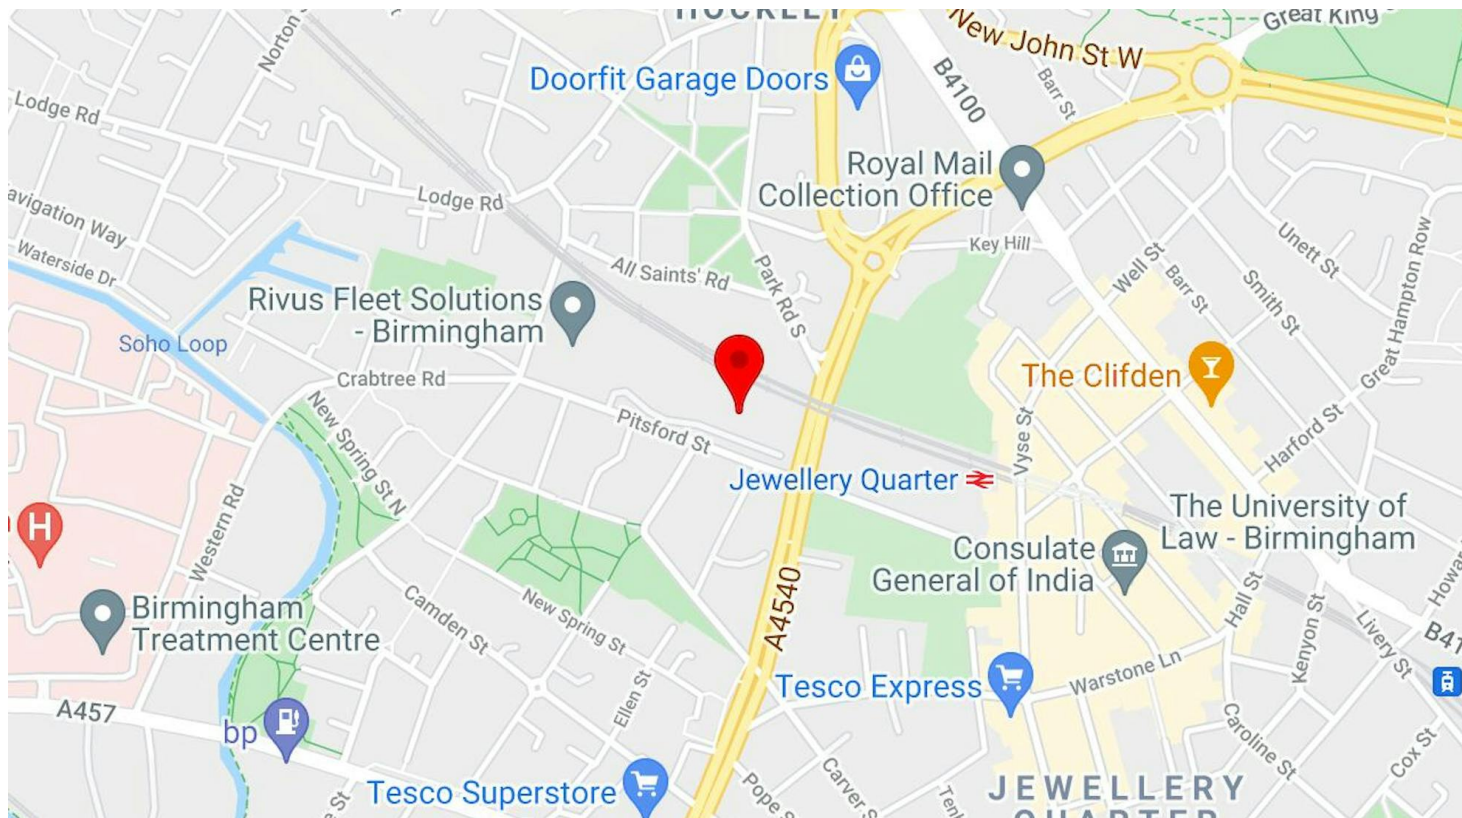 HOCKLEY
Great King
Norton S
New John St W
Doorfit Garage Doors
B4100
Barr St
Lodge Rd
Royal Mail
Collection Office
Lodge Rd
avigation Way
Key Hill
Unett St
Great Hampton Row
Waterside Dr
All Saints' Rd
Park Rd S
Well St
Barr St
Smith St
Rivus Fleet Solutions
- Birmingham
Soho Loop
Crabtree Rd
The Clifden
New Spring St N
Pitsford St
Vyse St
Harford St
Jewellery Quarter
H
Western Rd
The University of
Law - Birmingham
Consulate
General of India
Birmingham
Treatment Centre
Camden St
New Spring St
A4540
Hall St
Kenyon St
Livery St
Howar
B41
Tesco Express
Warstone Ln
A457
bp
Ellen St
Caroline St
Cox St
Tesco Superstore
Pope S
Carver S
Tenb
St
JEWELLERY
QUARTER